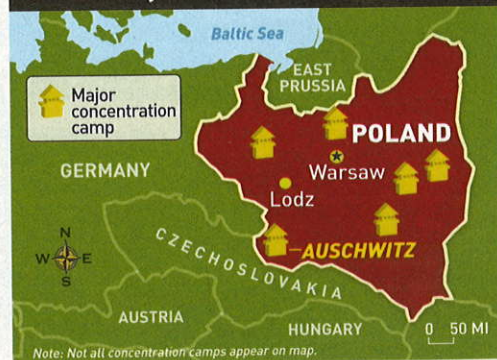 Baltic Sea
EAST
PRUSSIA
Major
concentration
camp
POLAND
GERMANY
Warsaw
Lodz
N
W E
S
AUSCHWITZ
CZECHOSLOVAKIA
AUSTRIA
HUNGARY
0 50 MI
Note: Not all concentration camps appear on map.